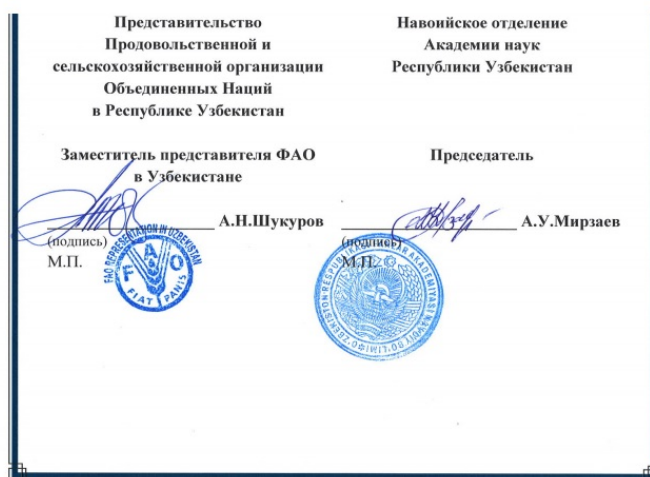 Представительство
Продовольственной и
сельскохозяйственной организации
Объединенных Наций
в Республике Узбекистан
Заместитель представителя ФАО
в Узбекистане
А.Н.Шукуров
(подпись)
М.П.
FAO REPRESENTATION IN UZBEKISTAN
F A O
FIAT PANIS
Навоийское отделение
Академии наук
Республики Узбекистан
Председатель
А.У.Мирзаев
(подпись)
М.П.